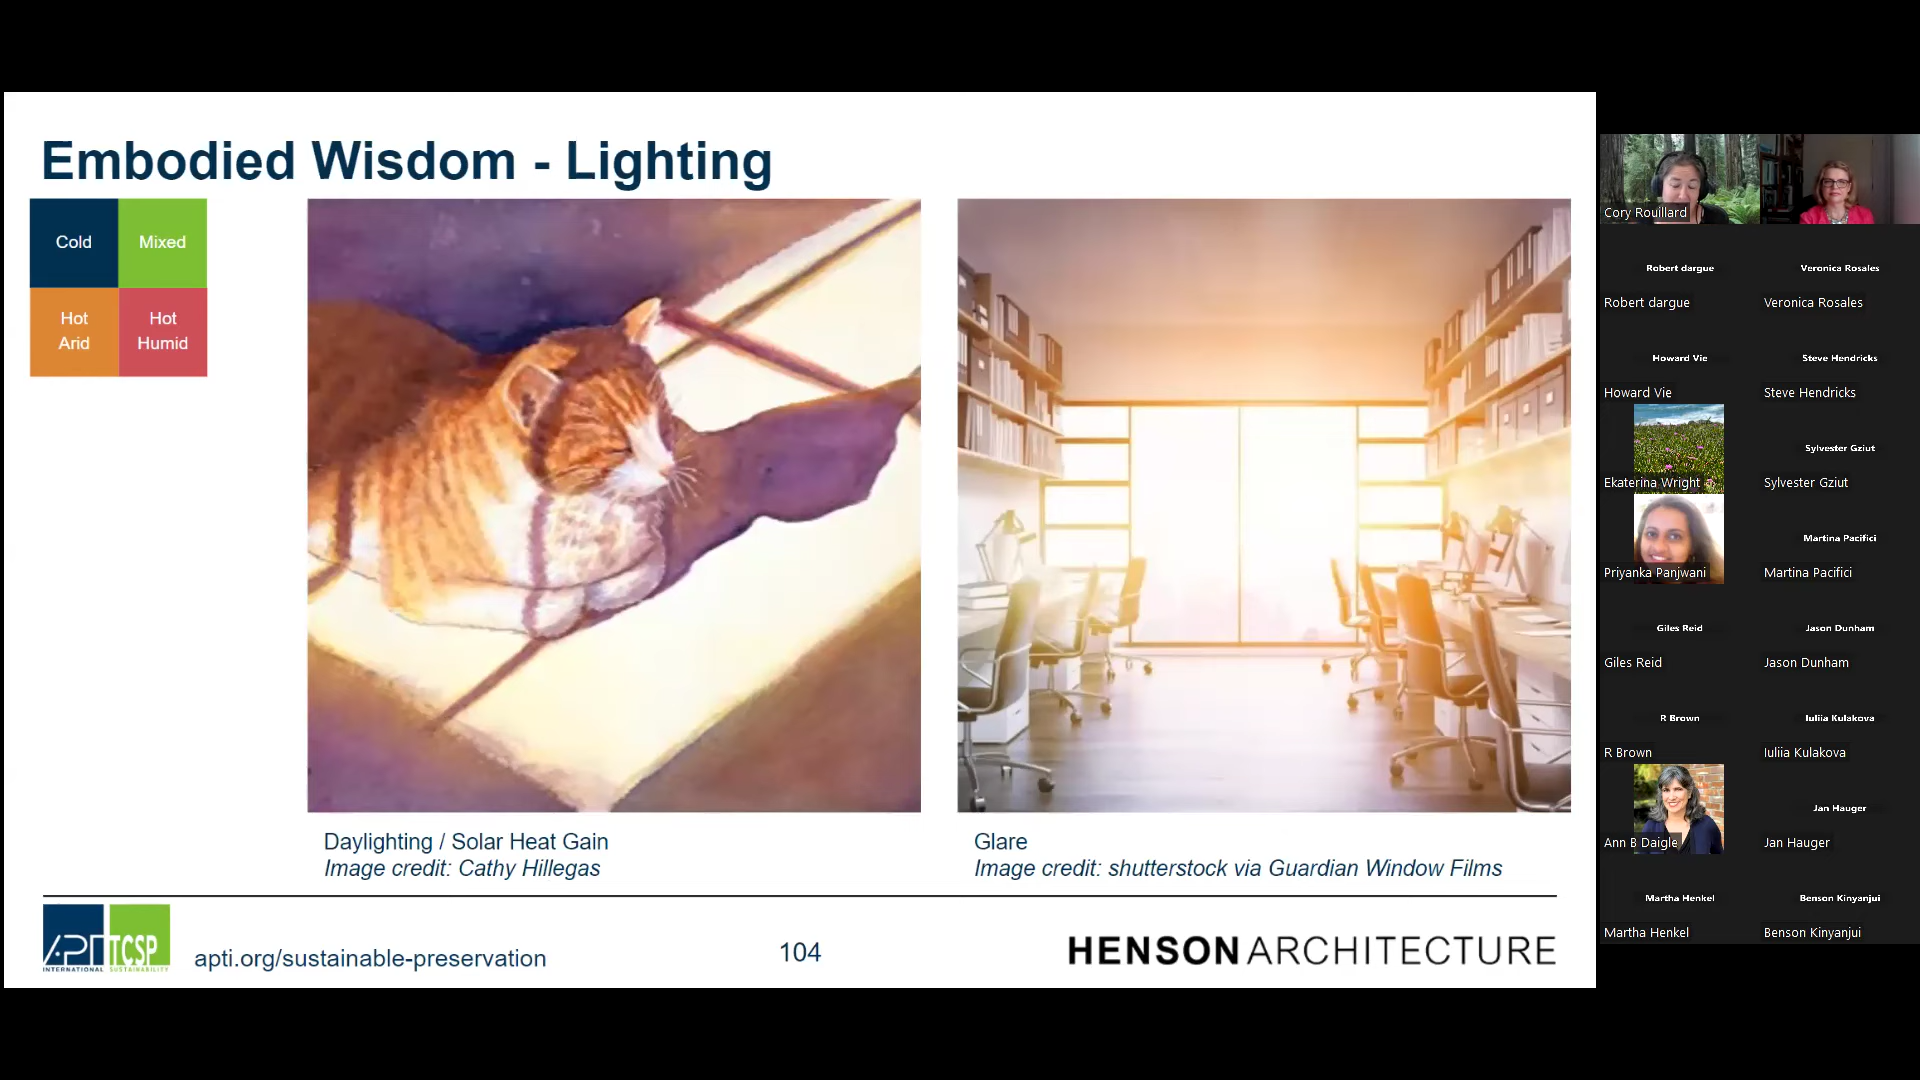 Embodied Wisdom - Lighting
Cold
Mixed
Hot
Arid
Hot
Humid
Daylighting / Solar Heat Gain
Image credit: Cathy Hillegas
Glare
Image credit: shutterstock via Guardian Window Films
APT
INTERNATIONAL
TCSP
SUSTAINABILITY
apti.org/sustainable-preservation
104
HENSON ARCHITECTURE
Cory Rouillard
Robert dargue
Robert dargue
Veronica Rosales
Veronica Rosales
Howard Vie
Howard Vie
Steve Hendricks
Steve Hendricks
Ekaterina Wright
Sylvester Gziut
Sylvester Gziut
Priyanka Panjwani
Martina Pacifici
Martina Pacifici
Giles Reid
Giles Reid
Jason Dunham
Jason Dunham
R Brown
R Brown
Iuliia Kulakova
Iuliia Kulakova
Ann B Daigle
Jan Hauger
Jan Hauger
Martha Henkel
Martha Henkel
Benson Kinyanjui
Benson Kinyanjui